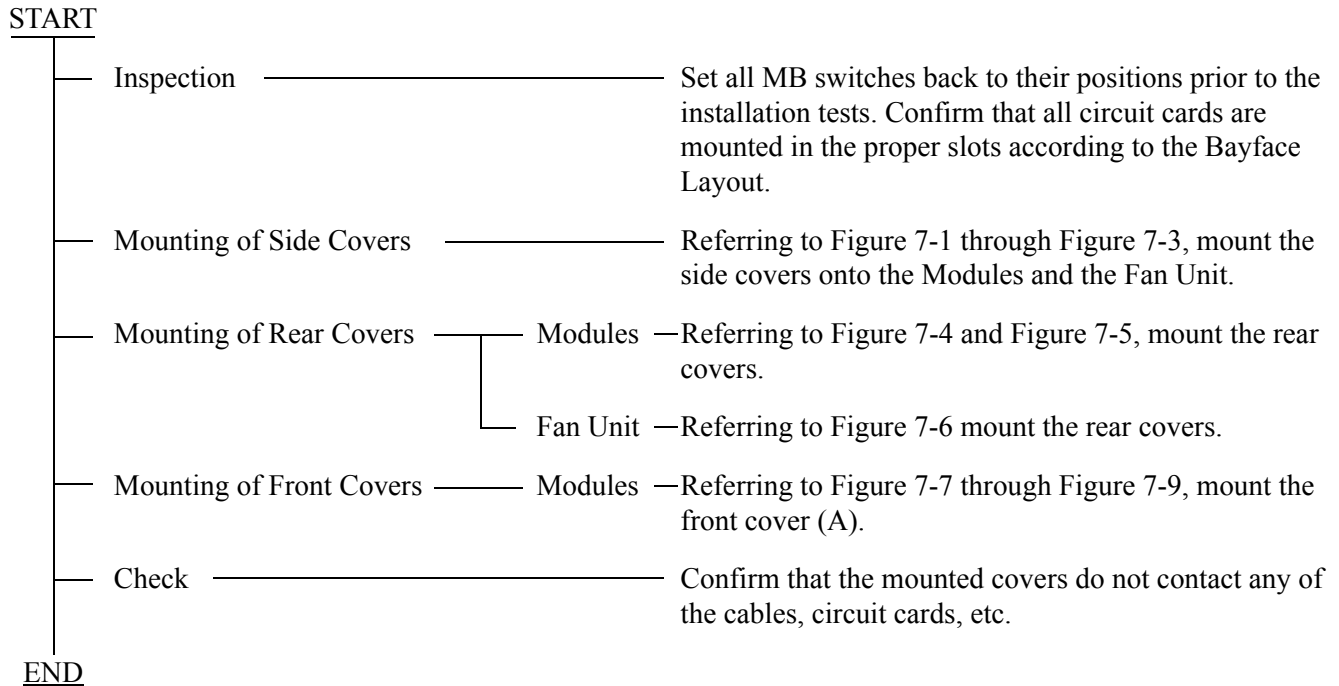 START
Inspection
Set all MB switches back to their positions prior to the
installation tests. Confirm that all circuit cards are
mounted in the proper slots according to the Bayface
Layout.
Mounting of Side Covers
Referring to Figure 7-1 through Figure 7-3, mount the
side covers onto the Modules and the Fan Unit.
Mounting of Rear Covers
Modules
Referring to Figure 7-4 and Figure 7-5, mount the rear
covers.
Fan Unit
Referring to Figure 7-6 mount the rear covers.
Mounting of Front Covers
Modules
Referring to Figure 7-7 through Figure 7-9, mount the
front cover (A).
Check
Confirm that the mounted covers do not contact any of
the cables, circuit cards, etc.
END